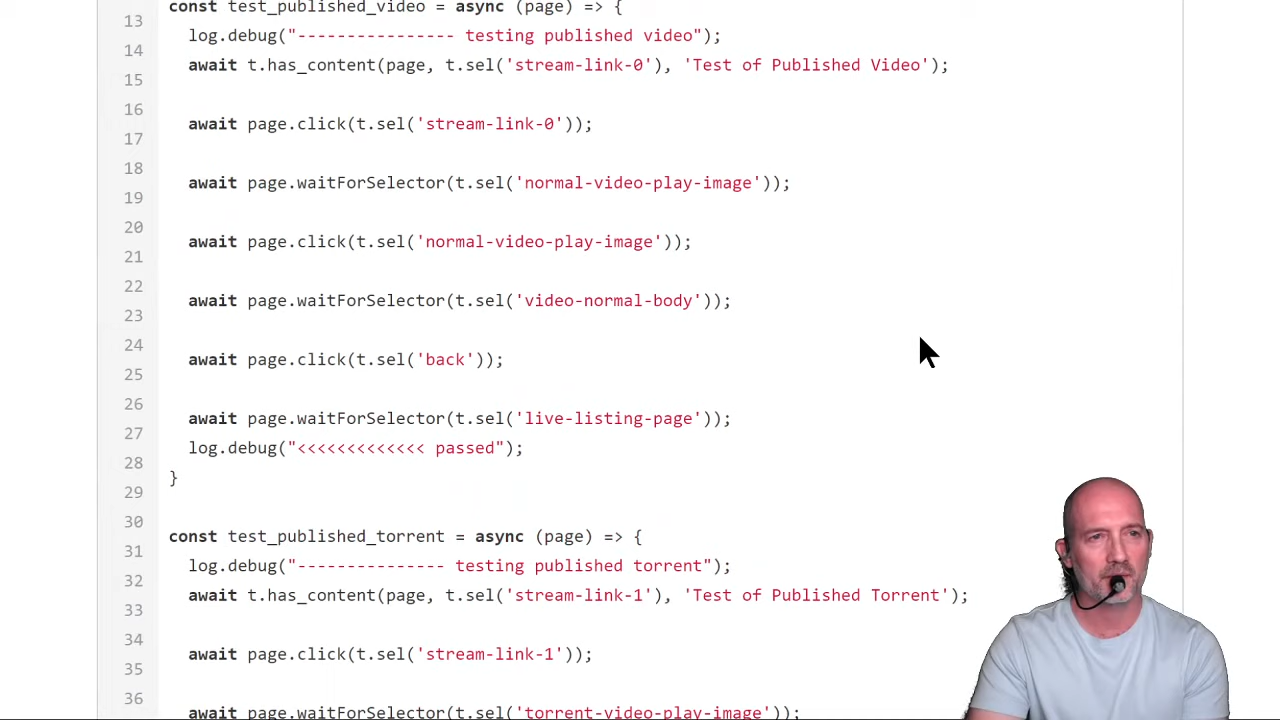 const test_published_video = async (page) => {
13
log.debug("---------------- testing published video");
14
await t.has_content(page, t.sel('stream-link-0'), 'Test of Published Video');
15
16
await page.click(t.sel('stream-link-0'));
17
18
await page.waitForSelector(t.sel('normal-video-play-image'));
19
20
await page.click(t.sel('normal-video-play-image'));
21
22
await page.waitForSelector(t.sel('video-normal-body'));
23
24
await page.click(t.sel('back'));
25
26
await page.waitForSelector(t.sel('live-listing-page'));
27
log.debug("<<<<<<<<<<<<< passed");
28
}
29
30
const test_published_torrent = async (page) => {
31
log.debug("--------------- testing published torrent");
32
await t.has_content(page, t.sel('stream-link-1'), 'Test of Published Torrent');
33
34
await page.click(t.sel('stream-link-1'));
35
36
await page.waitForSelector(t.sel('torrent-video-play-image'));